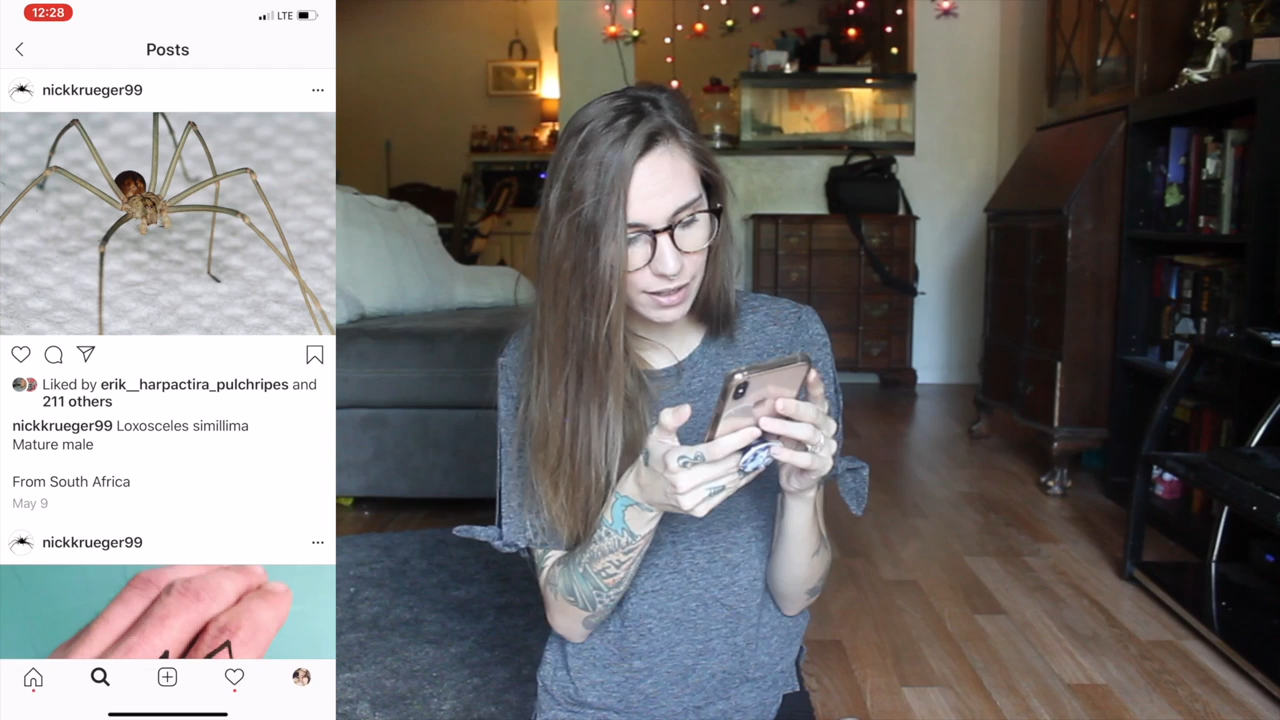 12:28
LTE
Posts
nickkrueger99
Liked by erik__harpactira_pulchripes and
211 others
nickkrueger99 Loxosceles simillima
Mature male
From South Africa
May 9
nickkrueger99